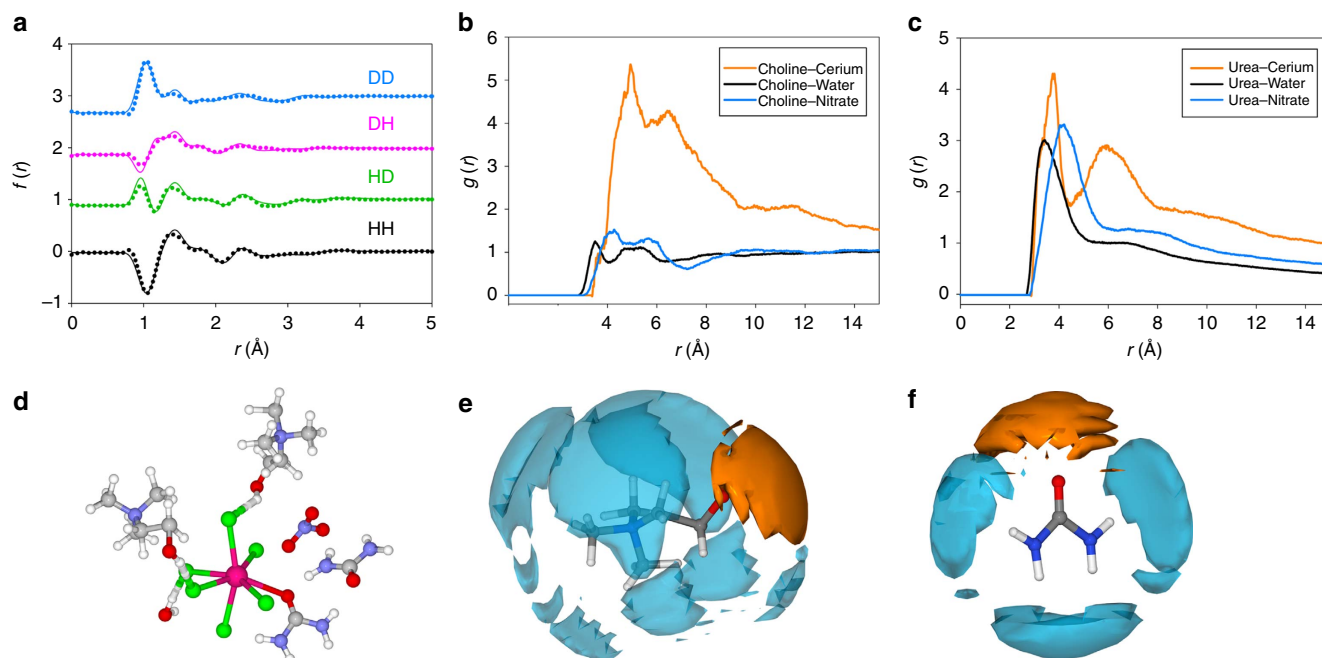 a
4
3
2
1
0
–1
f (r)
DD
DH
HD
HH
0
1
2
3
4
5
r (Å)
b
6
5
4
3
2
1
0
g (r)
Choline–Cerium
Choline–Water
Choline–Nitrate
4
6
8
10
12
14
r (Å)
c
5
4
3
2
1
0
g (r)
Urea–Cerium
Urea–Water
Urea–Nitrate
0
2
4
6
8
10
12
14
r (Å)
d
e
f